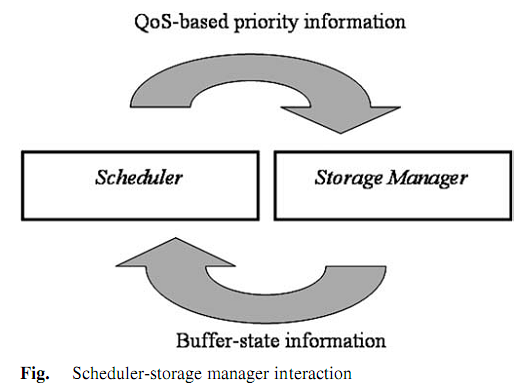 QoS-based priority information
Scheduler
Storage Manager
Buffer-state information
Fig. Scheduler-storage manager interaction